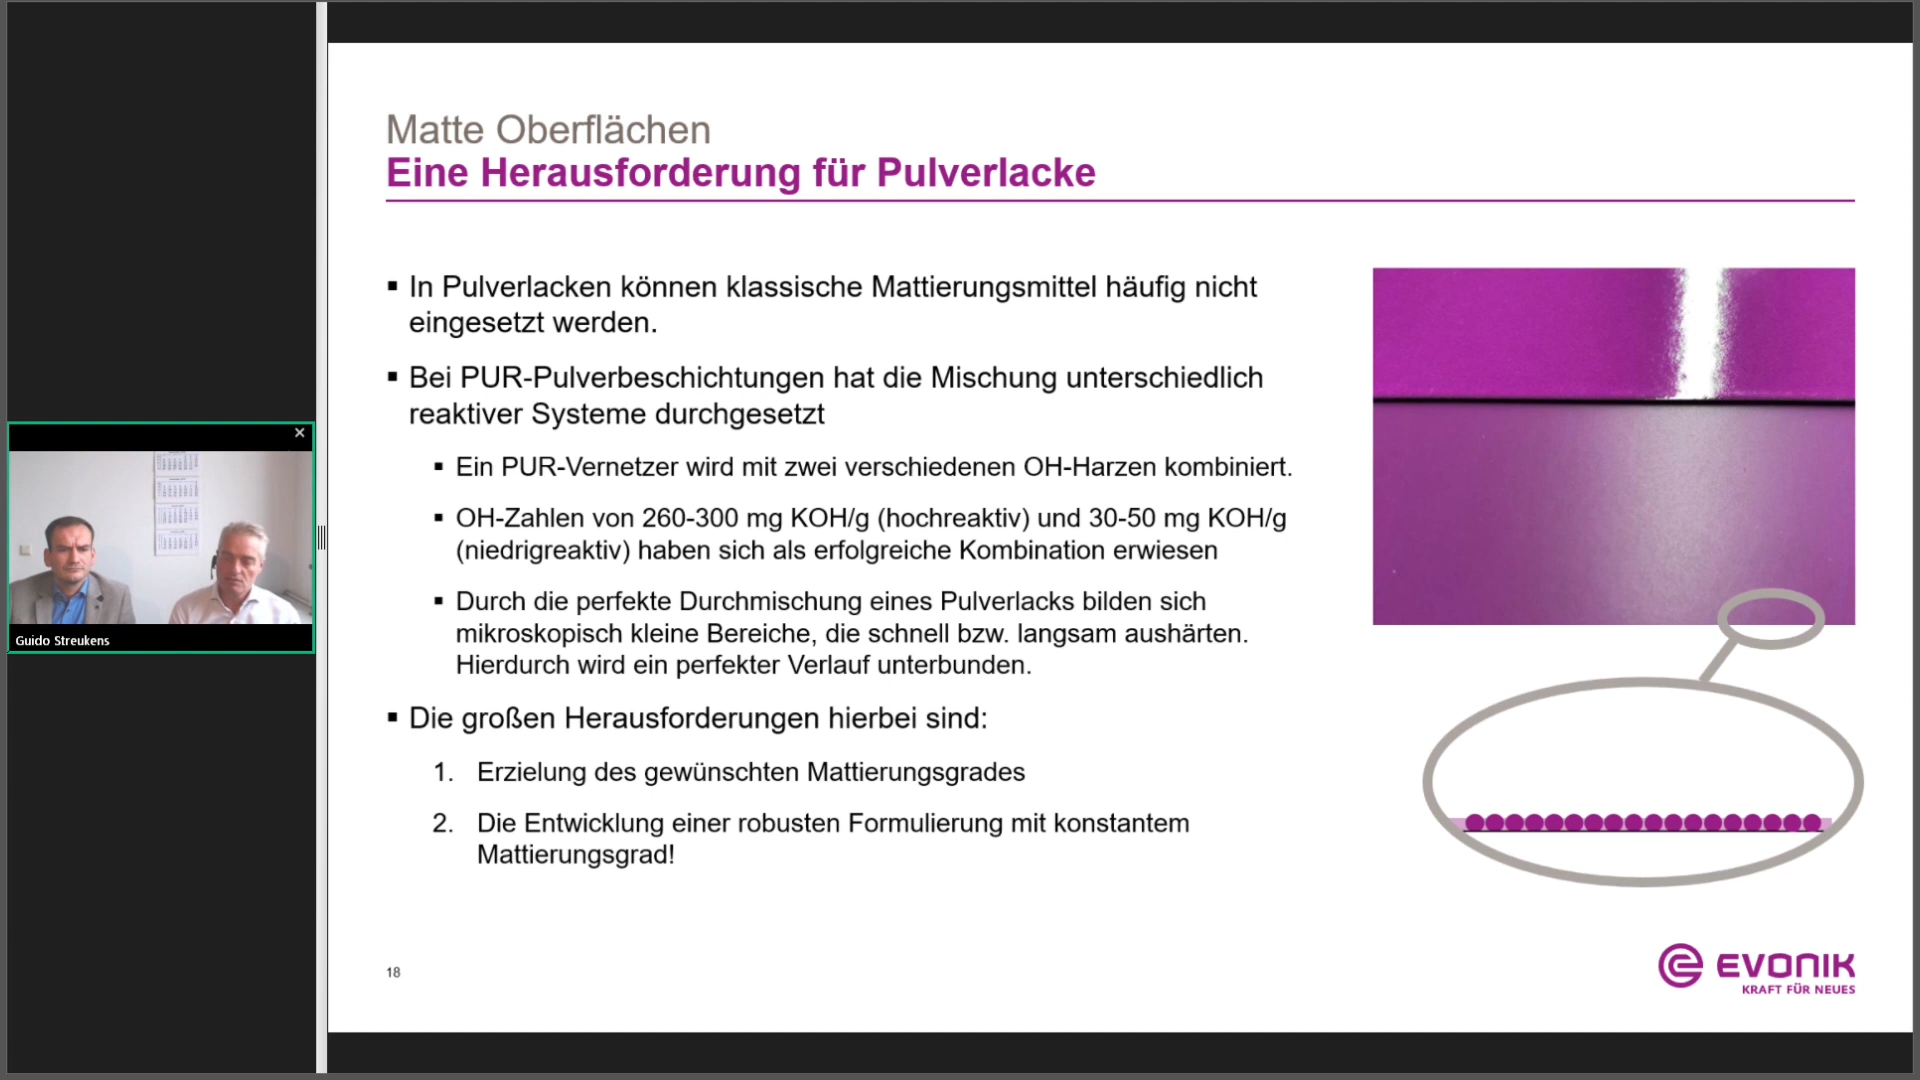 Matte Oberflächen
Eine Herausforderung für Pulverlacke
▪ In Pulverlacken können klassische Mattierungsmittel häufig nicht
eingesetzt werden.
▪ Bei PUR-Pulverbeschichtungen hat die Mischung unterschiedlich
reaktiver Systeme durchgesetzt
▪ Ein PUR-Vernetzer wird mit zwei verschiedenen OH-Harzen kombiniert.
▪ OH-Zahlen von 260-300 mg KOH/g (hochreaktiv) und 30-50 mg KOH/g
(niedrigreaktiv) haben sich als erfolgreiche Kombination erwiesen
▪ Durch die perfekte Durchmischung eines Pulverlacks bilden sich
mikroskopisch kleine Bereiche, die schnell bzw. langsam aushärten.
Hierdurch wird ein perfekter Verlauf unterbunden.
▪ Die großen Herausforderungen hierbei sind:
1. Erzielung des gewünschten Mattierungsgrades
2. Die Entwicklung einer robusten Formulierung mit konstantem
Mattierungsgrad!
18
EVONIK
KRAFT FÜR NEUES
Guido Streukens